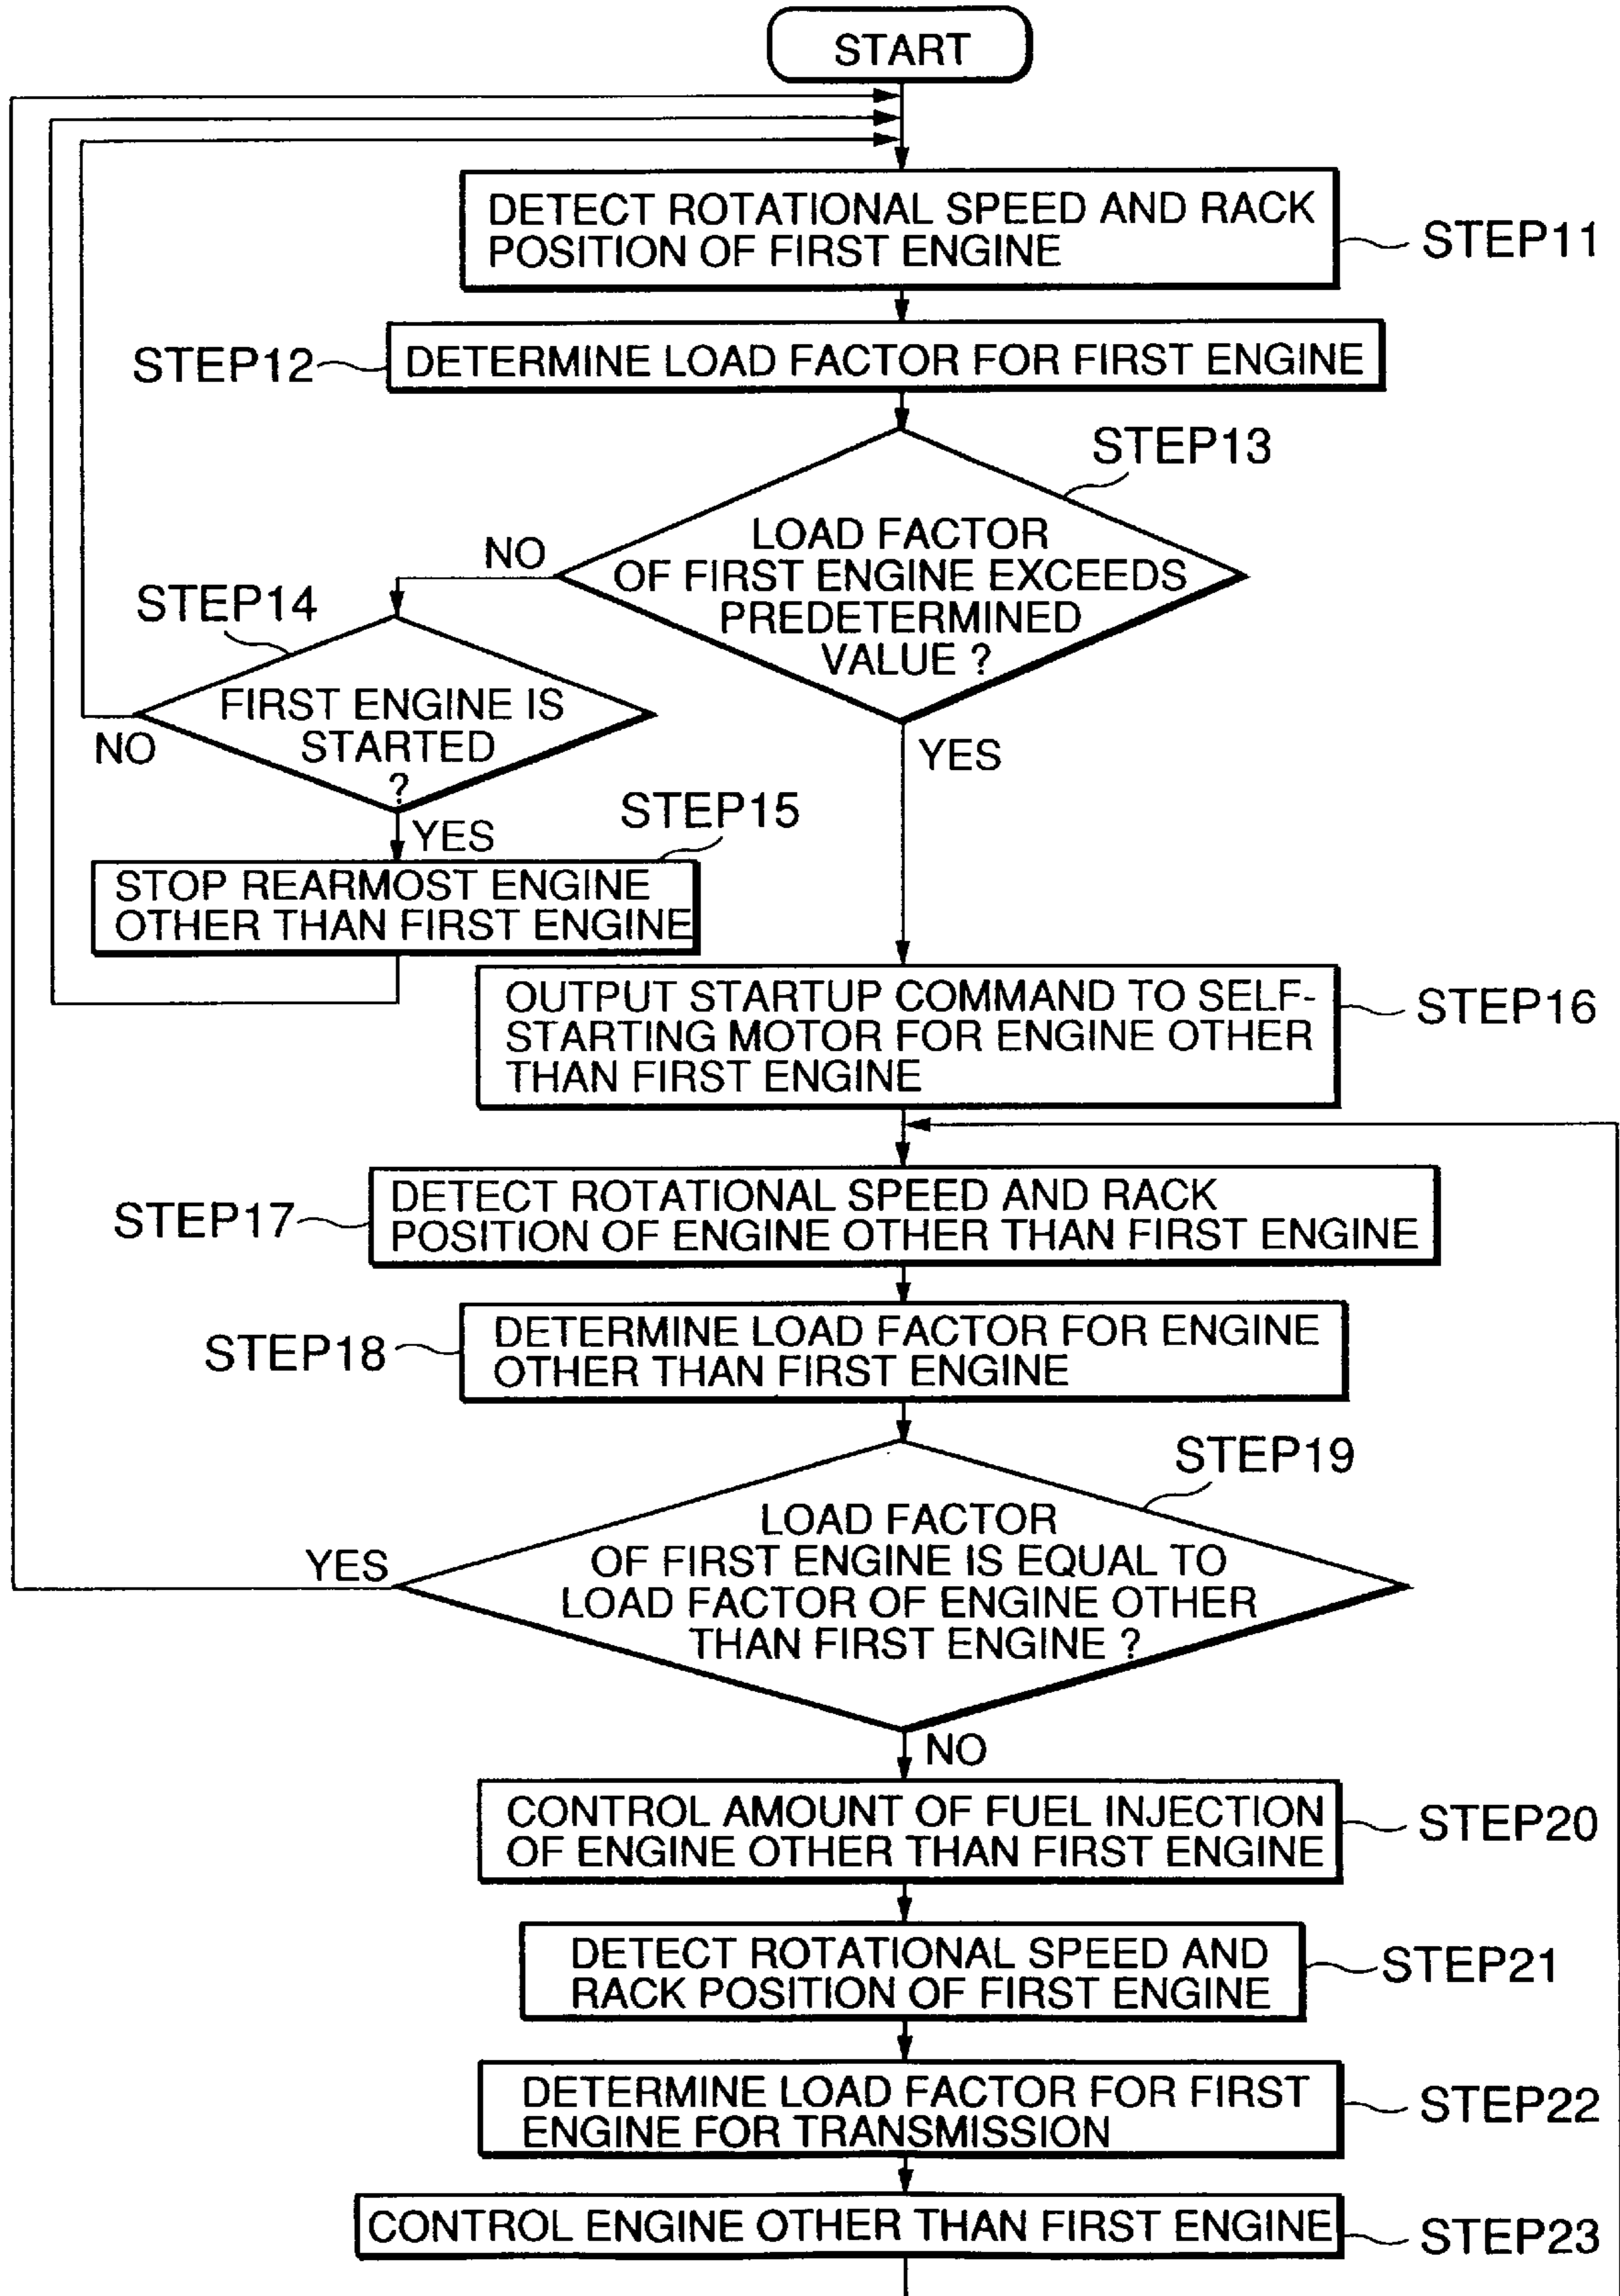 START
DETECT ROTATIONAL SPEED AND RACK
POSITION OF FIRST ENGINE
STEP11
STEP12
DETERMINE LOAD FACTOR FOR FIRST ENGINE
STEP13
LOAD FACTOR
OF FIRST ENGINE EXCEEDS
PREDETERMINED
VALUE ?
NO
YES
STEP14
FIRST ENGINE IS
STARTED
?
NO
YES
STEP15
STOP REARMOST ENGINE
OTHER THAN FIRST ENGINE
OUTPUT STARTUP COMMAND TO SELF-
STARTING MOTOR FOR ENGINE OTHER
THAN FIRST ENGINE
STEP16
STEP17
DETECT ROTATIONAL SPEED AND RACK
POSITION OF ENGINE OTHER THAN FIRST ENGINE
STEP18
DETERMINE LOAD FACTOR FOR ENGINE
OTHER THAN FIRST ENGINE
STEP19
LOAD FACTOR
OF FIRST ENGINE IS EQUAL TO
LOAD FACTOR OF ENGINE OTHER
THAN FIRST ENGINE ?
YES
NO
CONTROL AMOUNT OF FUEL INJECTION
OF ENGINE OTHER THAN FIRST ENGINE
STEP20
DETECT ROTATIONAL SPEED AND
RACK POSITION OF FIRST ENGINE
STEP21
DETERMINE LOAD FACTOR FOR FIRST
ENGINE FOR TRANSMISSION
STEP22
CONTROL ENGINE OTHER THAN FIRST ENGINE
STEP23